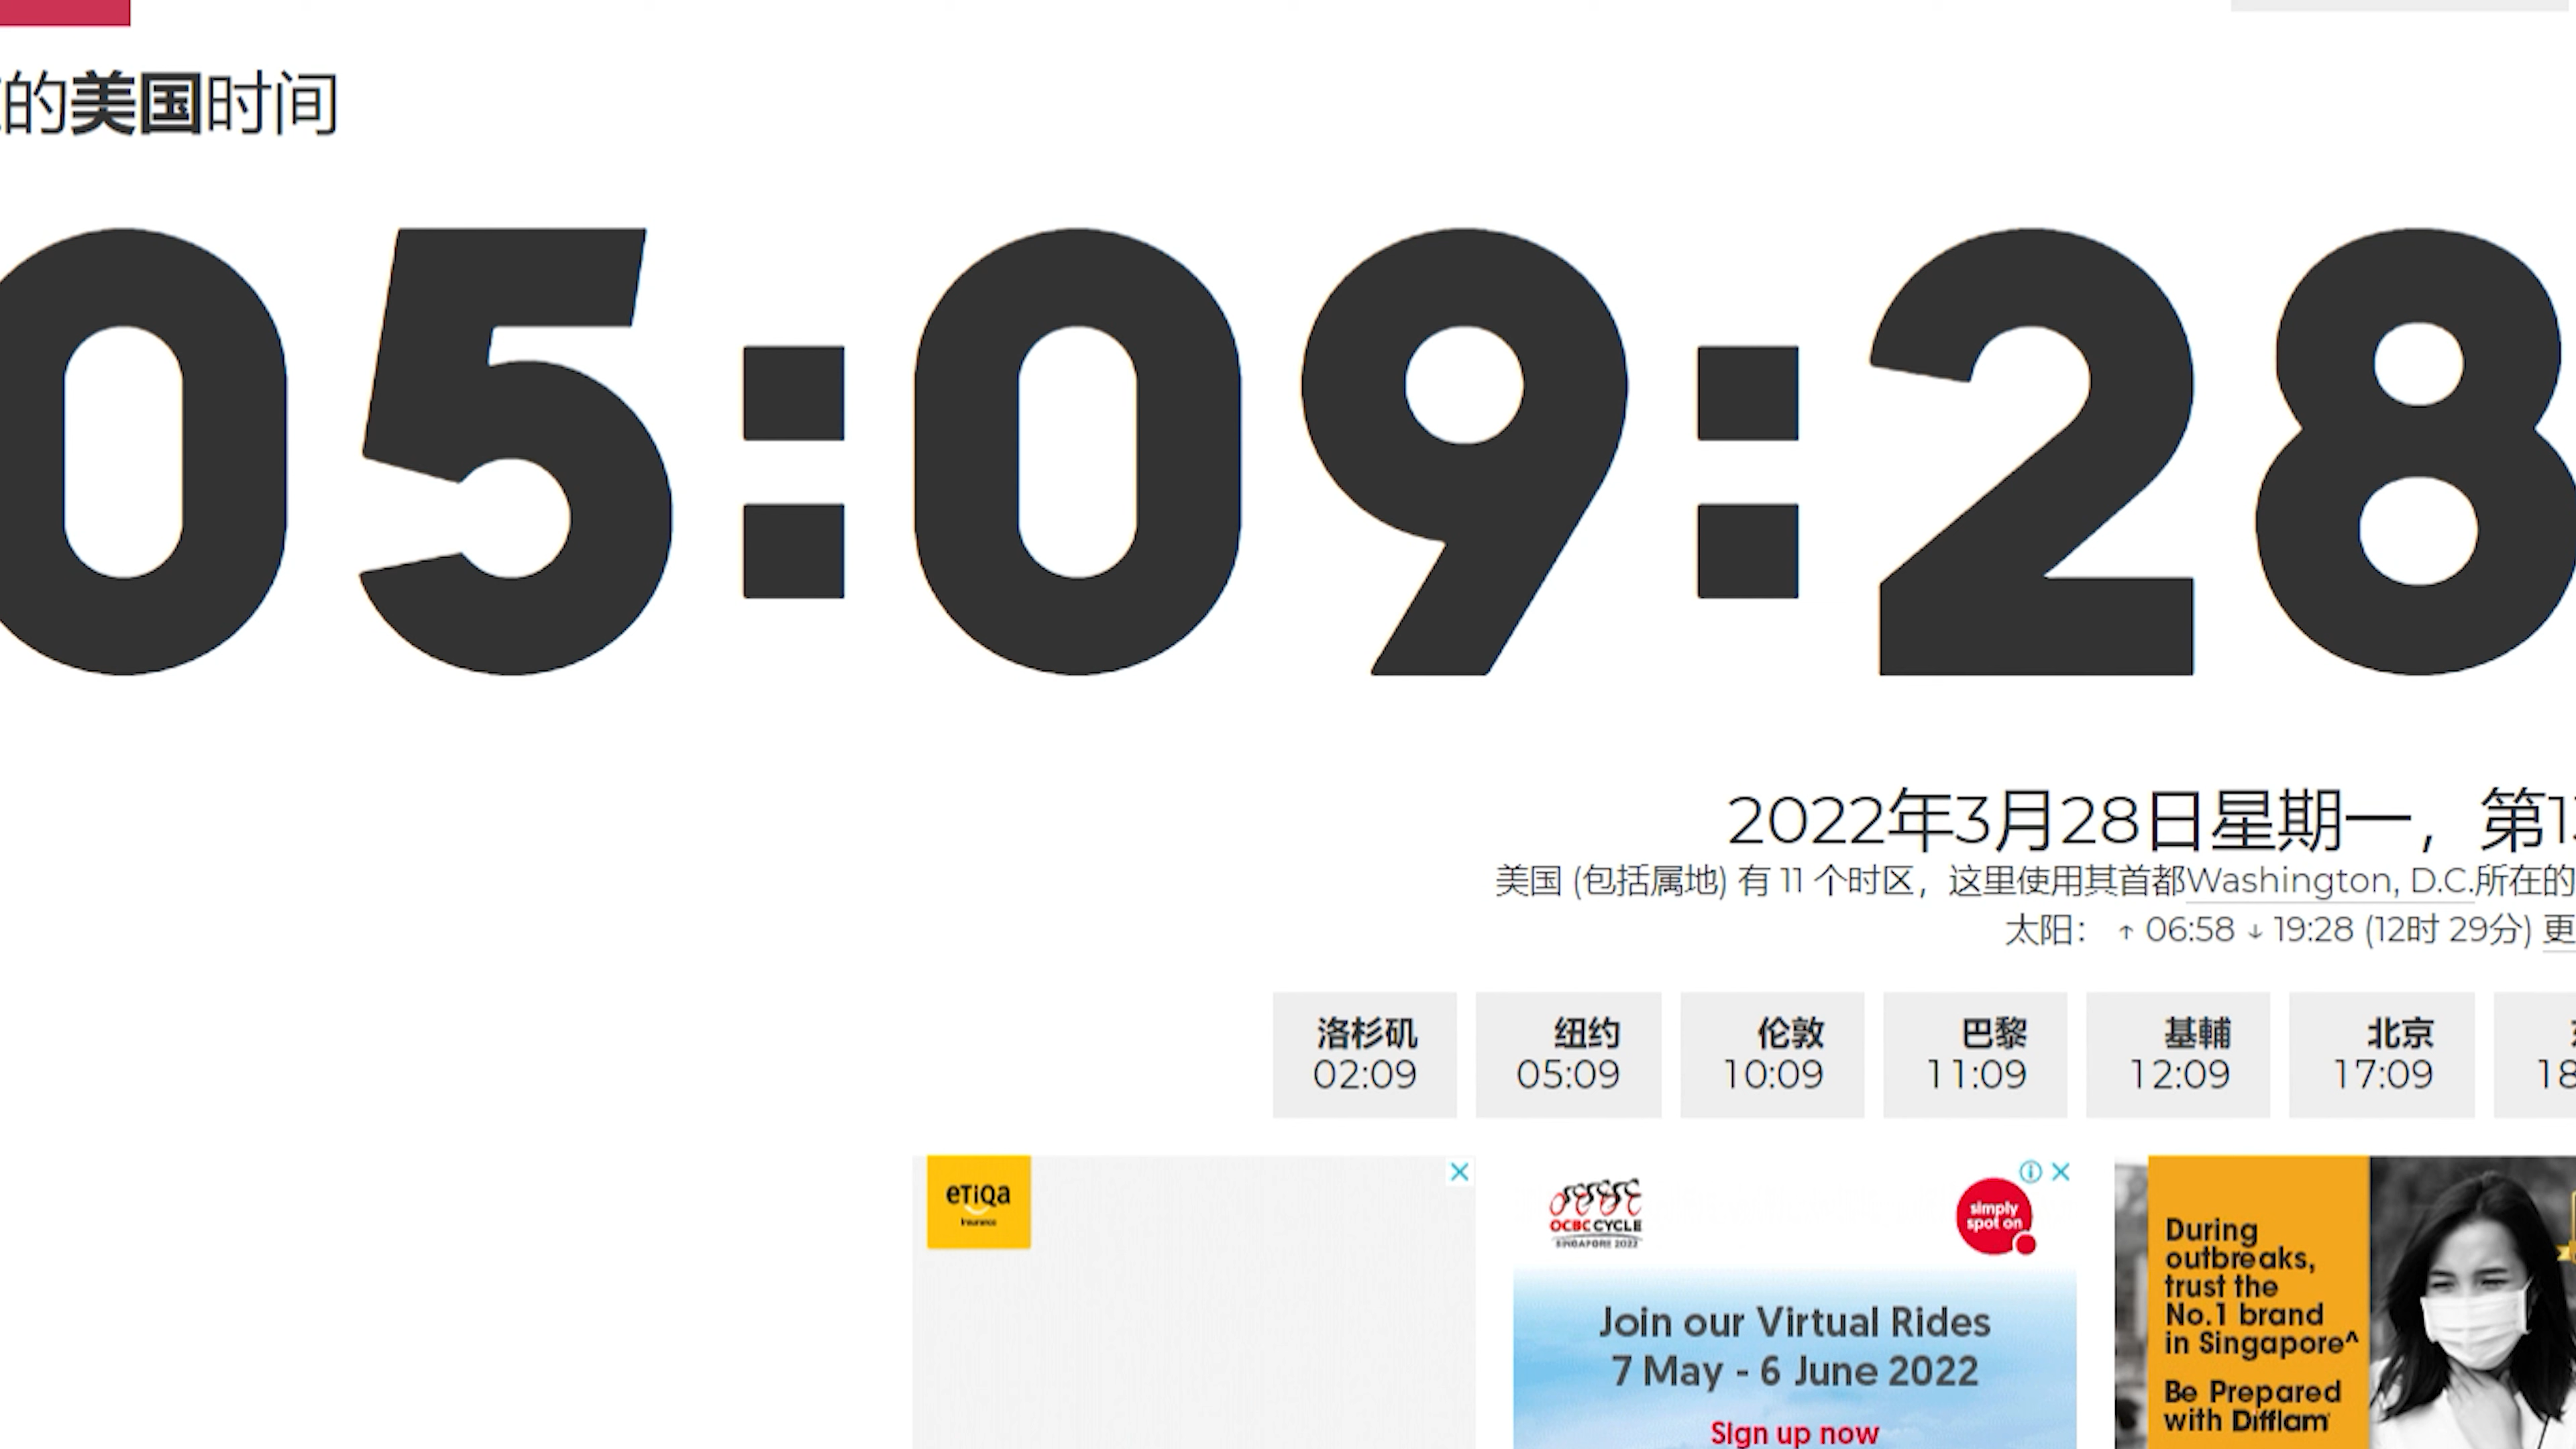 的美国时间
05:09:28
2022年3月28日星期一，第1
美国 (包括属地) 有 11 个时区，这里使用其首都Washington, D.C.所在的
太阳： ↑ 06:58 ↓ 19:28 (12时 29分) 更
洛杉矶 纽约 伦敦 巴黎 基輔 北京
02:09 05:09 10:09 11:09 12:09 17:09 18
eTiQa
Insurance
OCBC CYCLE
SINGAPORE 2022
simply
spot on
Join our Virtual Rides
7 May - 6 June 2022
Sign up now
During
outbreaks,
trust the
No.1 brand
in Singapore^
Be Prepared
with Difflam